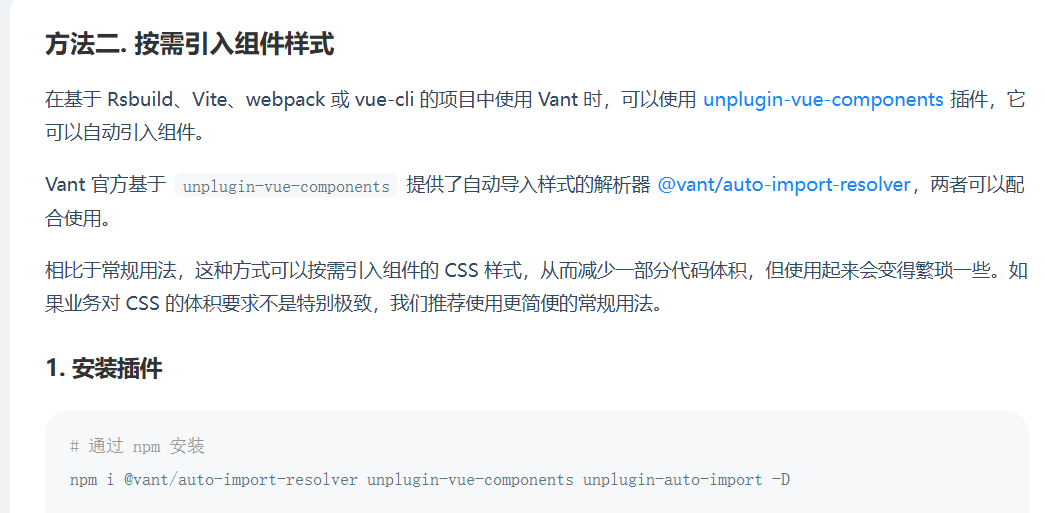 方法二. 按需引入组件样式
在基于 Rsbuild、Vite、webpack 或 vue-cli 的项目中使用 Vant 时，可以使用 unplugin-vue-components 插件，它
可以自动引入组件。
Vant 官方基于 unplugin-vue-components 提供了自动导入样式的解析器 @vant/auto-import-resolver，两者可以配
合使用。
相比于常规用法，这种方式可以按需引入组件的 CSS 样式，从而减少一部分代码体积，但使用起来会变得繁琐一些。如
果业务对 CSS 的体积要求不是特别极致，我们推荐使用更简便的常规用法。
1. 安装插件
# 通过 npm 安装
npm i @vant/auto-import-resolver unplugin-vue-components unplugin-auto-import -D